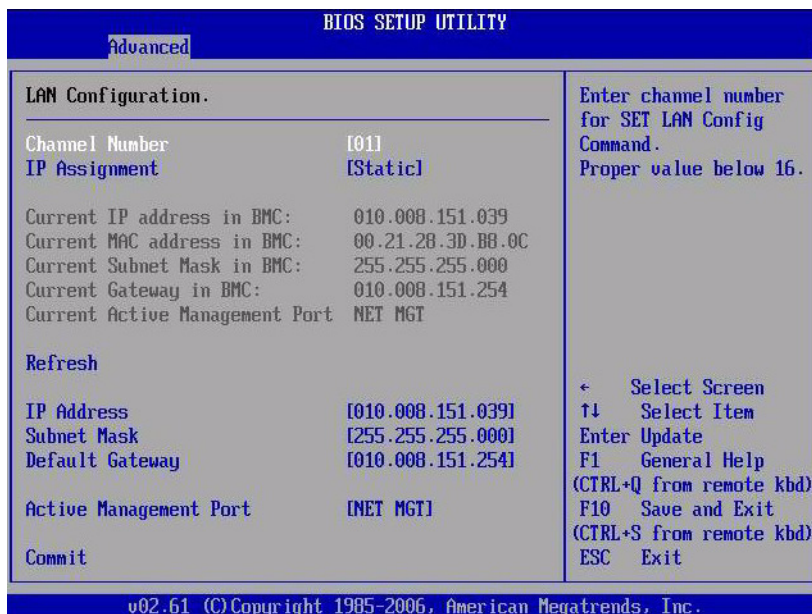 BIOS SETUP UTILITY
Advanced
LAN Configuration.
Channel Number [01]
IP Assignment [Static]
Current IP address in BMC: 010.008.151.039
Current MAC address in BMC: 00.21.28.3D.B8.0C
Current Subnet Mask in BMC: 255.255.255.000
Current Gateway in BMC: 010.008.151.254
Current Active Management Port NET MGT
Refresh
IP Address [010.008.151.039]
Subnet Mask [255.255.255.000]
Default Gateway [010.008.151.254]
Active Management Port [NET MGT]
Commit
Enter channel number
for SET LAN Config
Command.
Proper value below 16.
← Select Screen
↑↓ Select Item
Enter Update
F1 General Help
(CTRL+Q from remote kbd)
F10 Save and Exit
(CTRL+S from remote kbd)
ESC Exit
v02.61 (C)Copyright 1985-2006, American Megatrends, Inc.